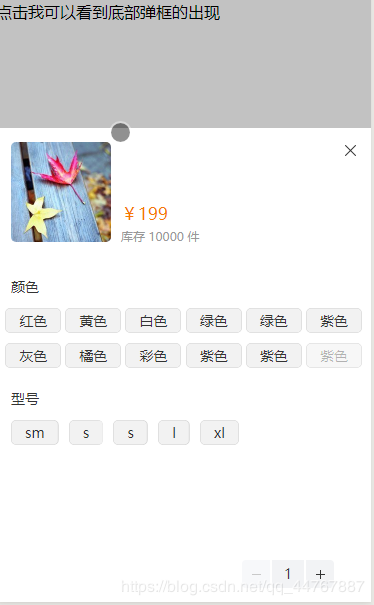 点击我可以看到底部弹框的出现
￥199
库存 10000 件
颜色
红色 黄色 白色 绿色 绿色 紫色
灰色 橘色 彩色 紫色 紫色 紫色
型号
sm s s l xl
− 1 +
https://blog.csdn.net/qq_44767887